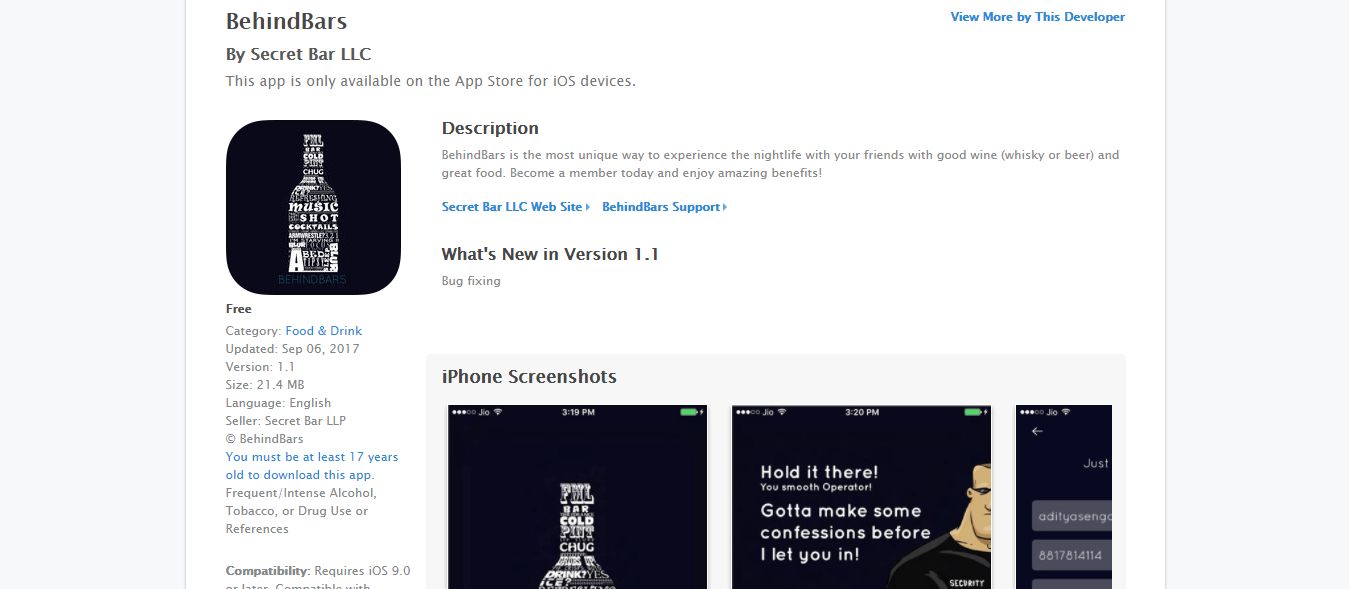 BehindBars
View More by This Developer
By Secret Bar LLC
This app is only available on the App Store for iOS devices.
FML
BAR
COLD
PINT
CHUG
DRINK?YES
REFRESHING
MUSIC
SHOT
COCKTAILS
ARMWRESTLE?321
I'M STARVING!!
BEHINDBARS
Description
BehindBars is the most unique way to experience the nightlife with your friends with good wine (whisky or beer) and
great food. Become a member today and enjoy amazing benefits!
Secret Bar LLC Web Site
BehindBars Support
What's New in Version 1.1
Bug fixing
Free
Category: Food & Drink
Updated: Sep 06, 2017
Version: 1.1
Size: 21.4 MB
Language: English
Seller: Secret Bar LLP
© BehindBars
You must be at least 17 years
old to download this app.
Frequent/Intense Alcohol,
Tobacco, or Drug Use or
References
Compatibility: Requires iOS 9.0
or later. Compatible with
iPhone Screenshots
Jio 3:19 PM
FML
BAR
COLD
PINT
CHUG
DRINK?YES
ICE?
Jio 3:20 PM
Hold it there!
You smooth Operator!
Gotta make some
confessions before
I let you in!
SECURITY
Jio
Just
adityasengo
8817814114